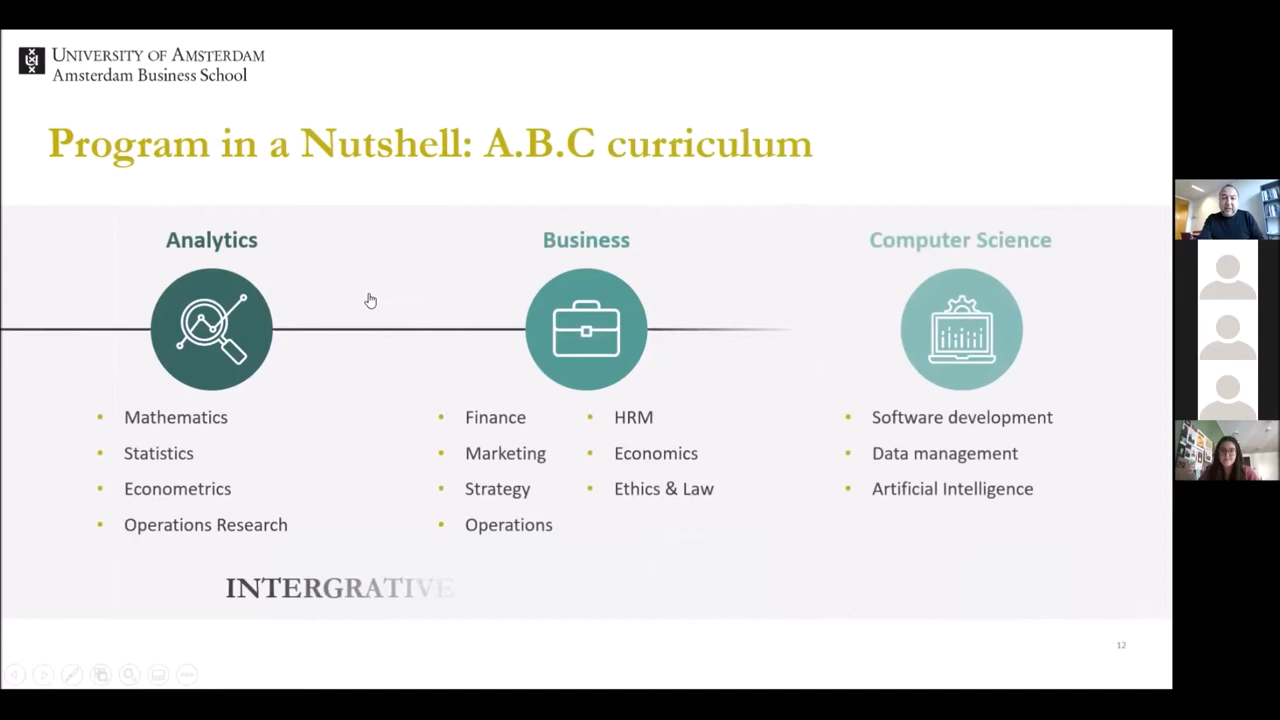 UNIVERSITY OF AMSTERDAM
Amsterdam Business School
Program in a Nutshell: A.B.C curriculum
Analytics
Mathematics
Statistics
Econometrics
Operations Research
Business
Finance
Marketing
Strategy
Operations
HRM
Economics
Ethics & Law
Computer Science
Software development
Data management
Artificial Intelligence
INTERGRATIVE
12